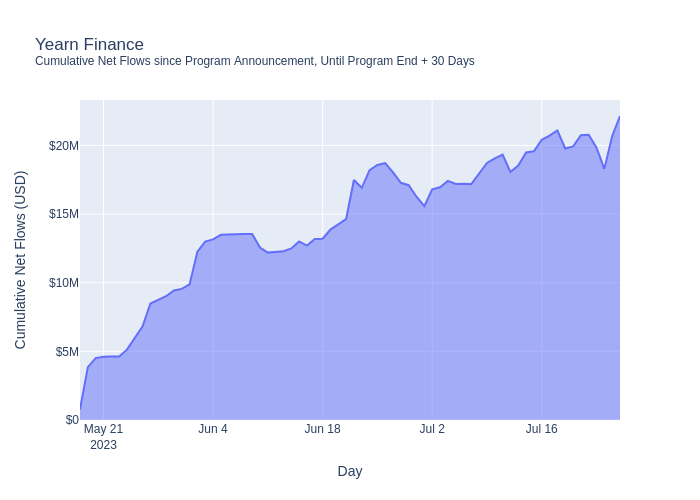 Yearn Finance
Cumulative Net Flows since Program Announcement, Until Program End + 30 Days
Cumulative Net Flows (USD)
$20M
$15M
$10M
$5M
$0
May 21
2023
Jun 4
Jun 18
Jul 2
Jul 16
Day